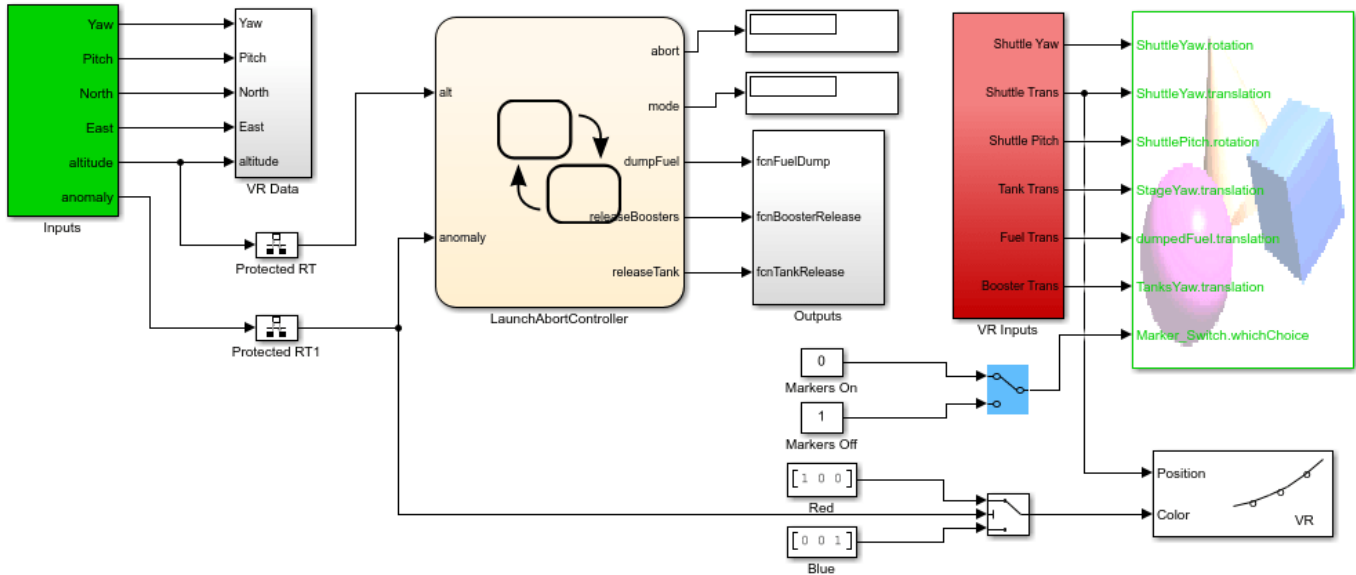 Yaw
Pitch
North
East
altitude
anomaly
Inputs
Yaw
Pitch
North
East
altitude
VR Data
Protected RT
Protected RT1
alt
anomaly
abort
mode
dumpFuel
releaseBoosters
releaseTank
LaunchAbortController
fcnFuelDump
fcnBoosterRelease
fcnTankRelease
Outputs
Shuttle Yaw
Shuttle Trans
Shuttle Pitch
Tank Trans
Fuel Trans
Booster Trans
VR Inputs
ShuttleYaw.rotation
ShuttleYaw.translation
ShuttlePitch.rotation
StageYaw.translation
dumpedFuel.translation
TanksYaw.translation
Marker_Switch.whichChoice
0
Markers On
1
Markers Off
[1 0 0]
Red
[0 0 1]
Blue
Position
Color
VR